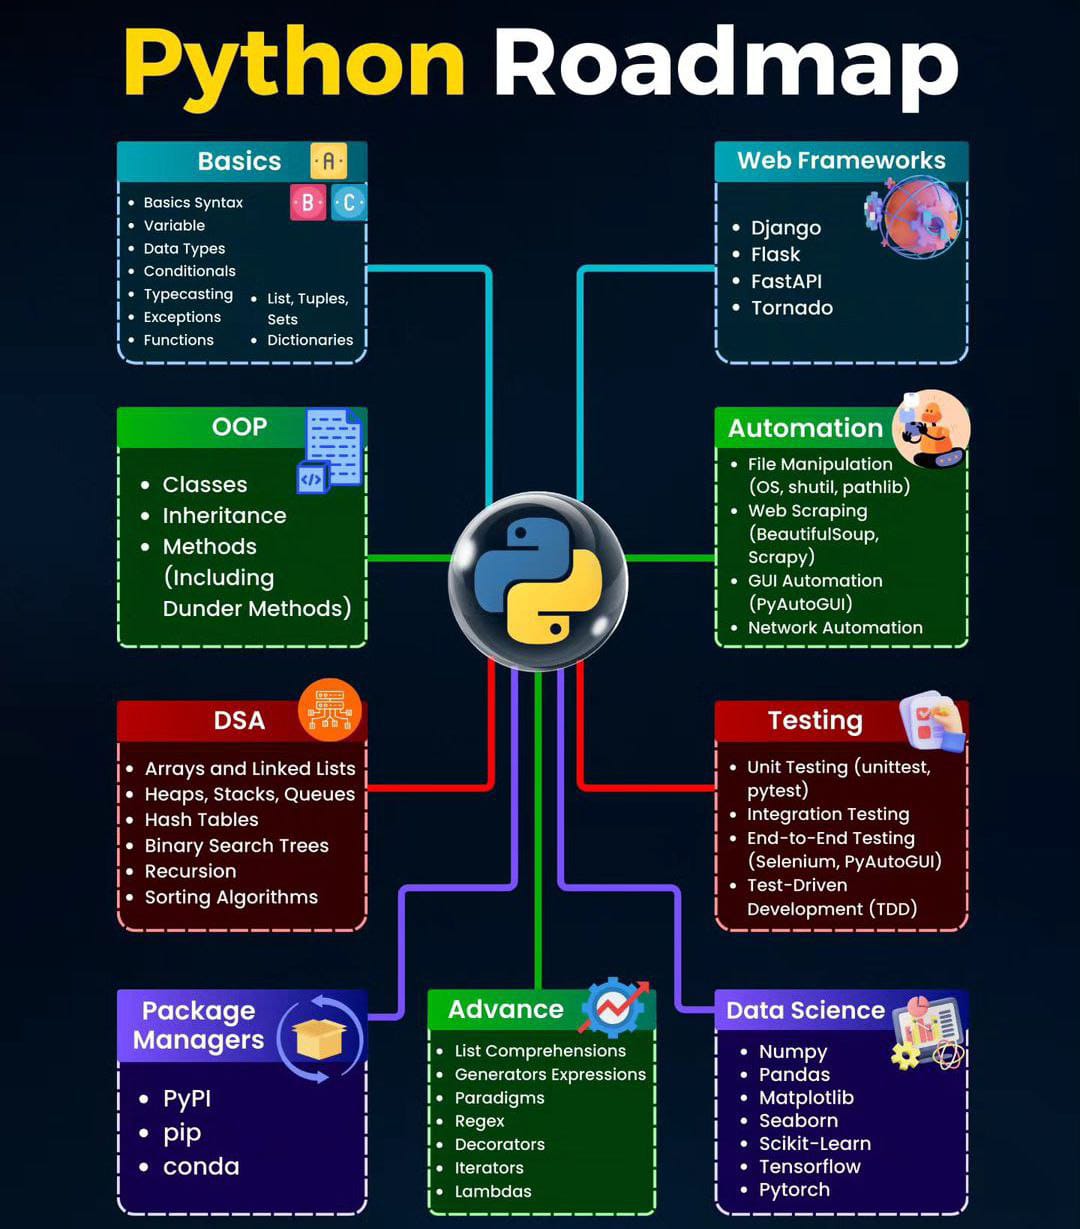 Python Roadmap
Basics
A
B C
Basics Syntax
Variable
Data Types
Conditionals
Typecasting
Exceptions
Functions
List, Tuples,
Sets
Dictionaries
Web Frameworks
Django
Flask
FastAPI
Tornado
OOP
</>
Classes
Inheritance
Methods
(Including
Dunder Methods)
Automation
File Manipulation
(OS, shutil, pathlib)
Web Scraping
(BeautifulSoup,
Scrapy)
GUI Automation
(PyAutoGUI)
Network Automation
DSA
Arrays and Linked Lists
Heaps, Stacks, Queues
Hash Tables
Binary Search Trees
Recursion
Sorting Algorithms
Testing
Unit Testing (unittest,
pytest)
Integration Testing
End-to-End Testing
(Selenium, PyAutoGUI)
Test-Driven
Development (TDD)
Package
Managers
PyPI
pip
conda
Advance
List Comprehensions
Generators Expressions
Paradigms
Regex
Decorators
Iterators
Lambdas
Data Science
Numpy
Pandas
Matplotlib
Seaborn
Scikit-Learn
Tensorflow
Pytorch